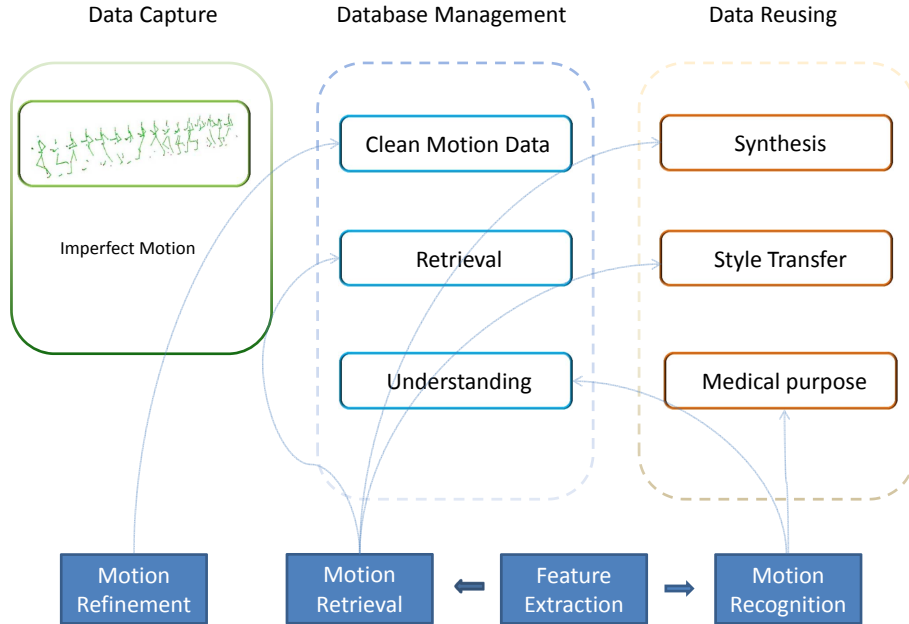 Data Capture
Database Management
Data Reusing
Imperfect Motion
Clean Motion Data
Retrieval
Understanding
Synthesis
Style Transfer
Medical purpose
Motion
Refinement
Motion
Retrieval
Feature
Extraction
Motion
Recognition